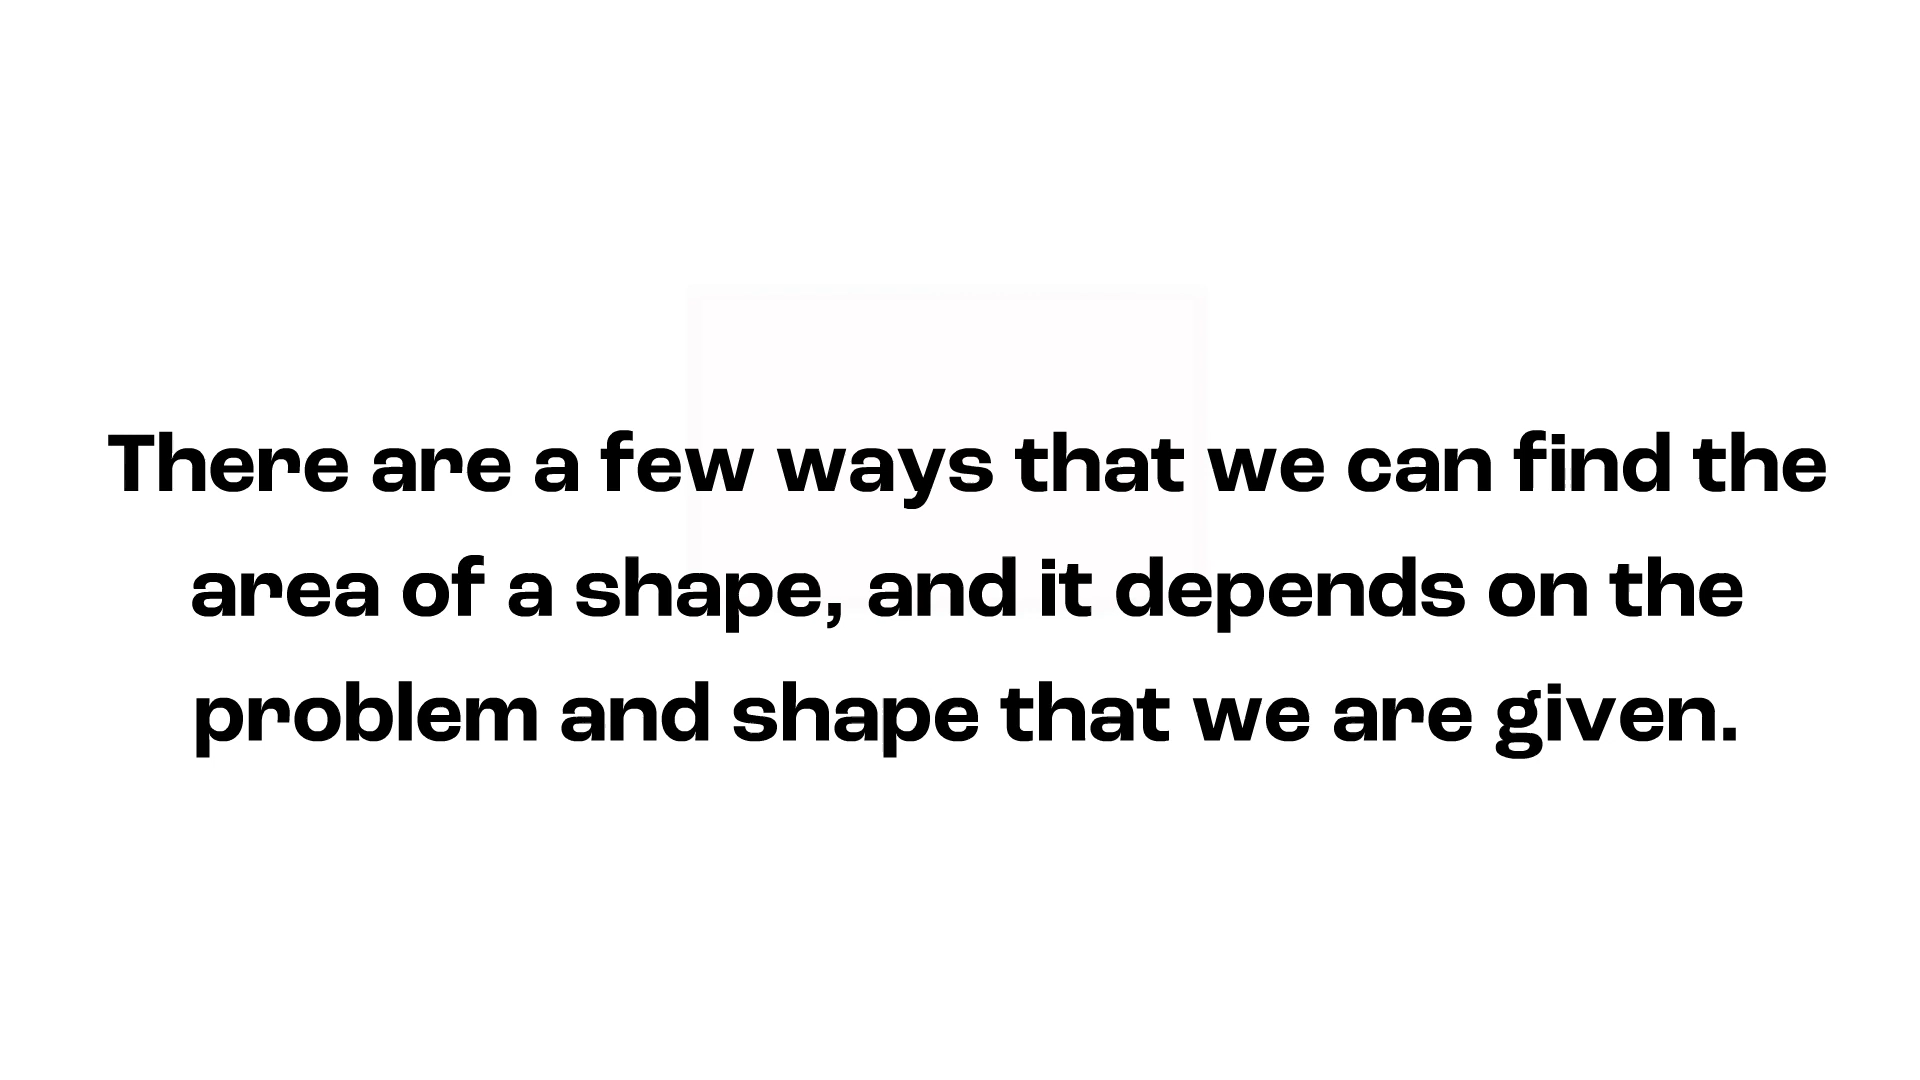 There are a few ways that we can find the
area of a shape, and it depends on the
problem and shape that we are given.